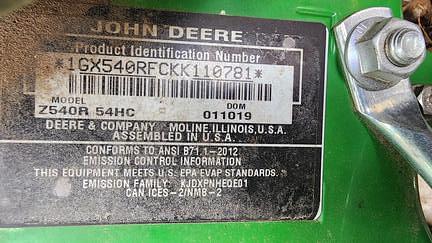 JOHN DEERE
Product Identification Number
*1GX540RFCKK110781*
MODEL DOM
Z540R 54HC 011019
DEERE & COMPANY MOLINE, ILLINOIS, U.S.A.
ASSEMBLED IN U.S.A.
CONFORMS TO ANSI B71.1-2012
EMISSION CONTROL INFORMATION
THIS EQUIPMENT MEETS U.S. EPA EVAP STANDARDS.
EMISSION FAMILY: KJDXPNHEQE01
CAN ICES-2/NMB-2